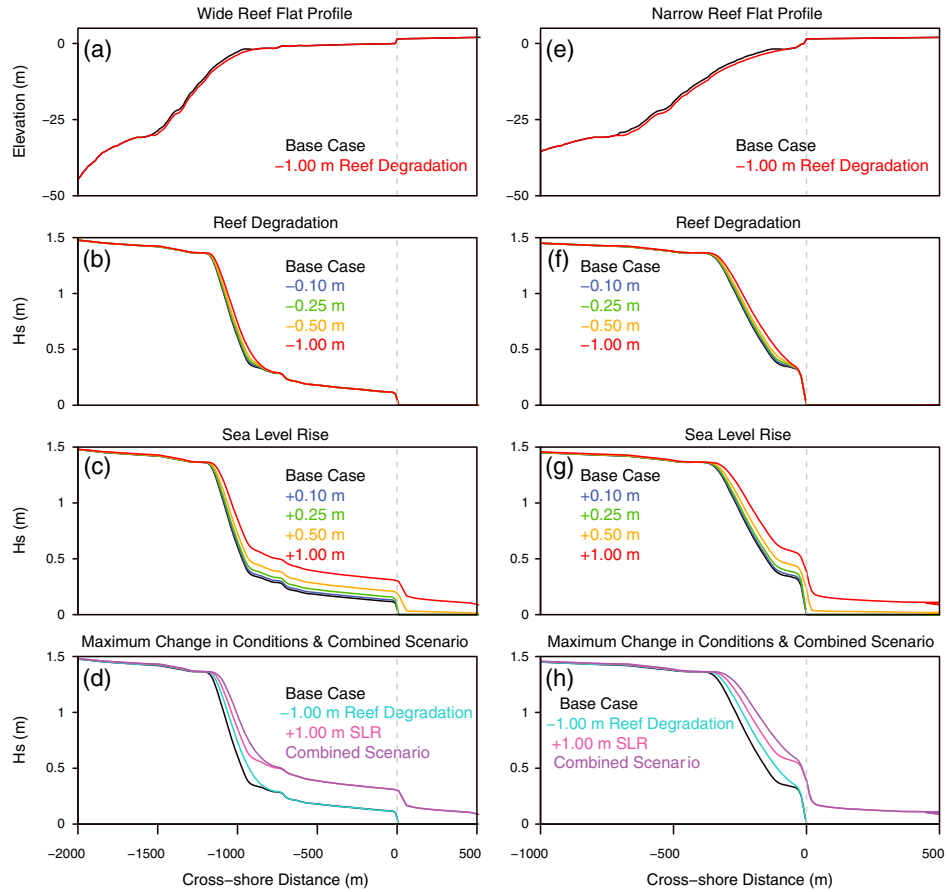 Wide Reef Flat Profile
(a)
Elevation (m)
0
−25
−50
Base Case
−1.00 m Reef Degradation
Reef Degradation
(b)
Hs (m)
1.5
1
0.5
0
Base Case
−0.10 m
−0.25 m
−0.50 m
−1.00 m
Sea Level Rise
(c)
Hs (m)
1.5
1
0.5
0
Base Case
+0.10 m
+0.25 m
+0.50 m
+1.00 m
Maximum Change in Conditions & Combined Scenario
(d)
Hs (m)
1.5
1
0.5
0
Base Case
−1.00 m Reef Degradation
+1.00 m SLR
Combined Scenario
−2000 −1500 −1000 −500 0 500
Cross−shore Distance (m)
Narrow Reef Flat Profile
(e)
0
−25
−50
Base Case
−1.00 m Reef Degradation
Reef Degradation
(f)
1.5
1
0.5
0
Base Case
−0.10 m
−0.25 m
−0.50 m
−1.00 m
Sea Level Rise
(g)
1.5
1
0.5
0
Base Case
+0.10 m
+0.25 m
+0.50 m
+1.00 m
Maximum Change in Conditions & Combined Scenario
(h)
1.5
1
0.5
0
Base Case
−1.00 m Reef Degradation
+1.00 m SLR
Combined Scenario
−1000 −500 0 500
Cross−shore Distance (m)